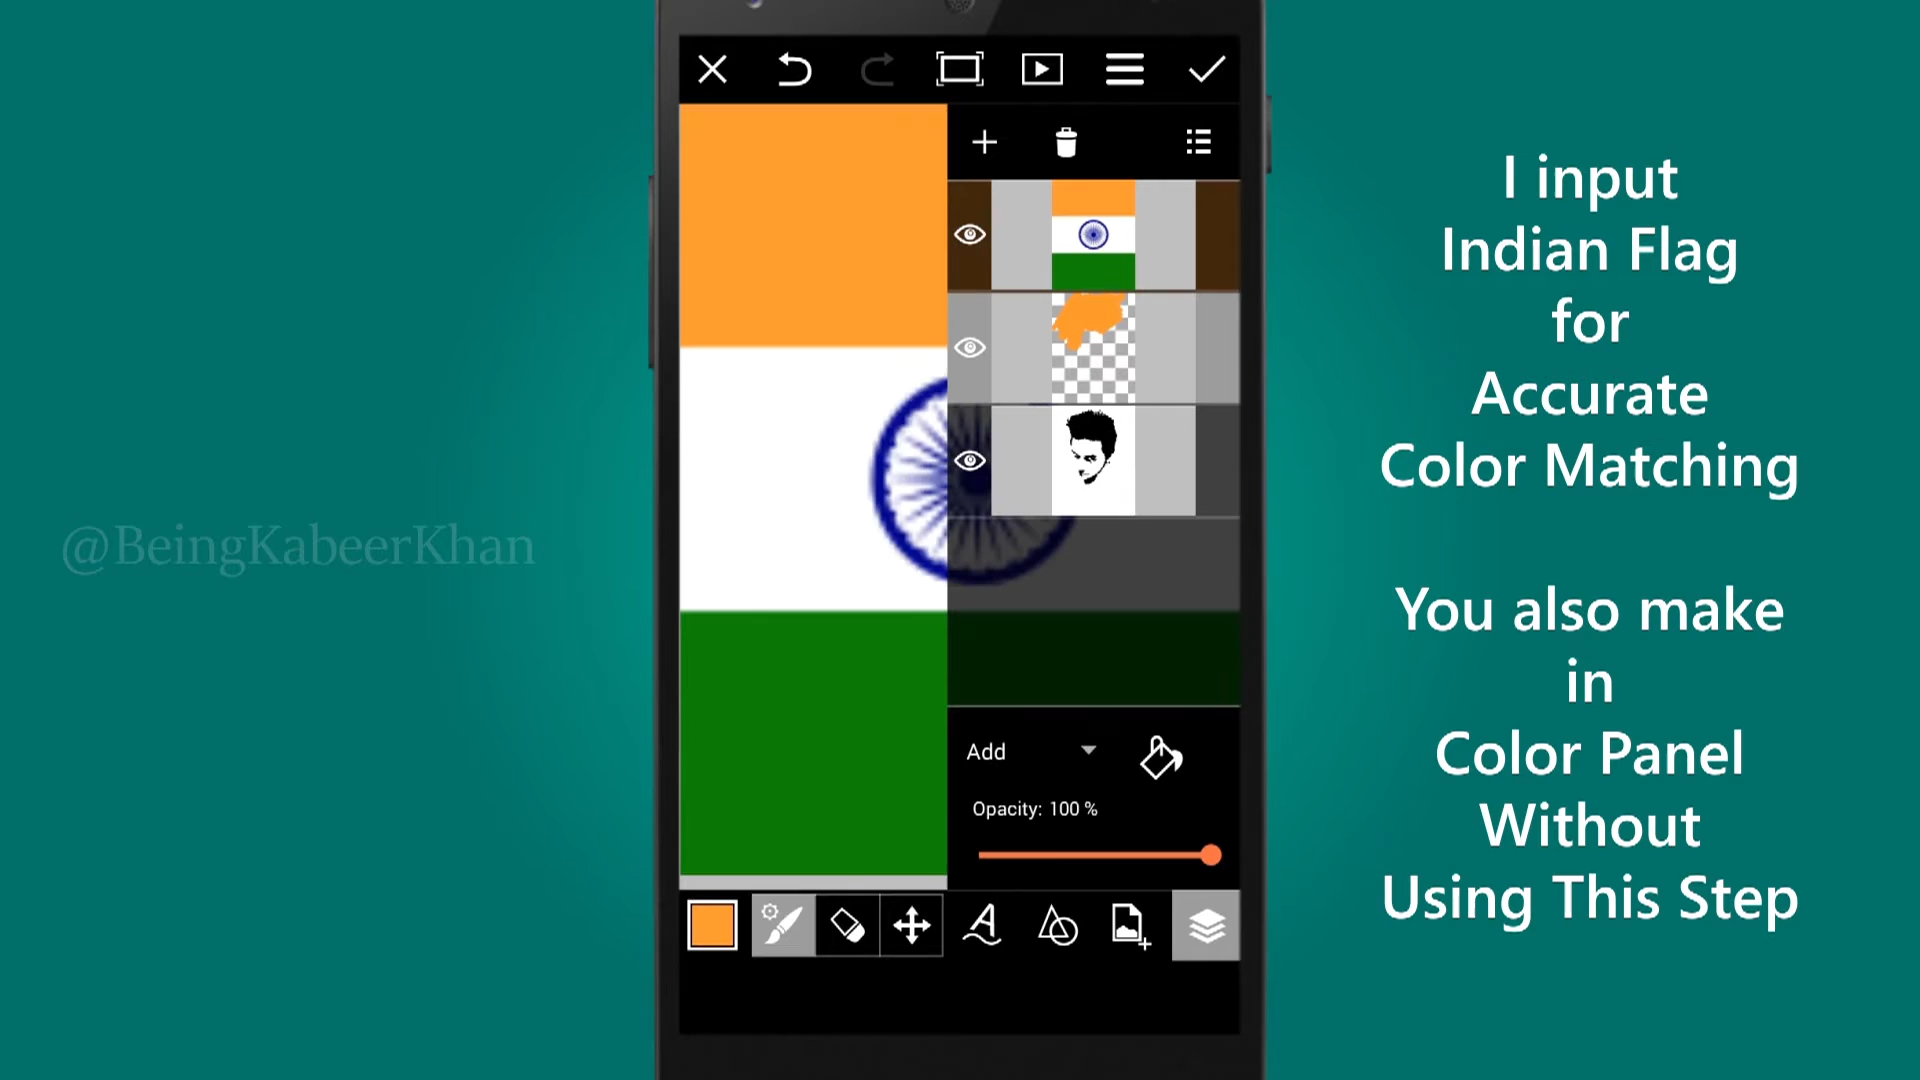 I input
Indian Flag
for
Accurate
Color Matching
You also make
in
Color Panel
Without
Using This Step
@BeingKabeerKhan
Add
Opacity: 100 %